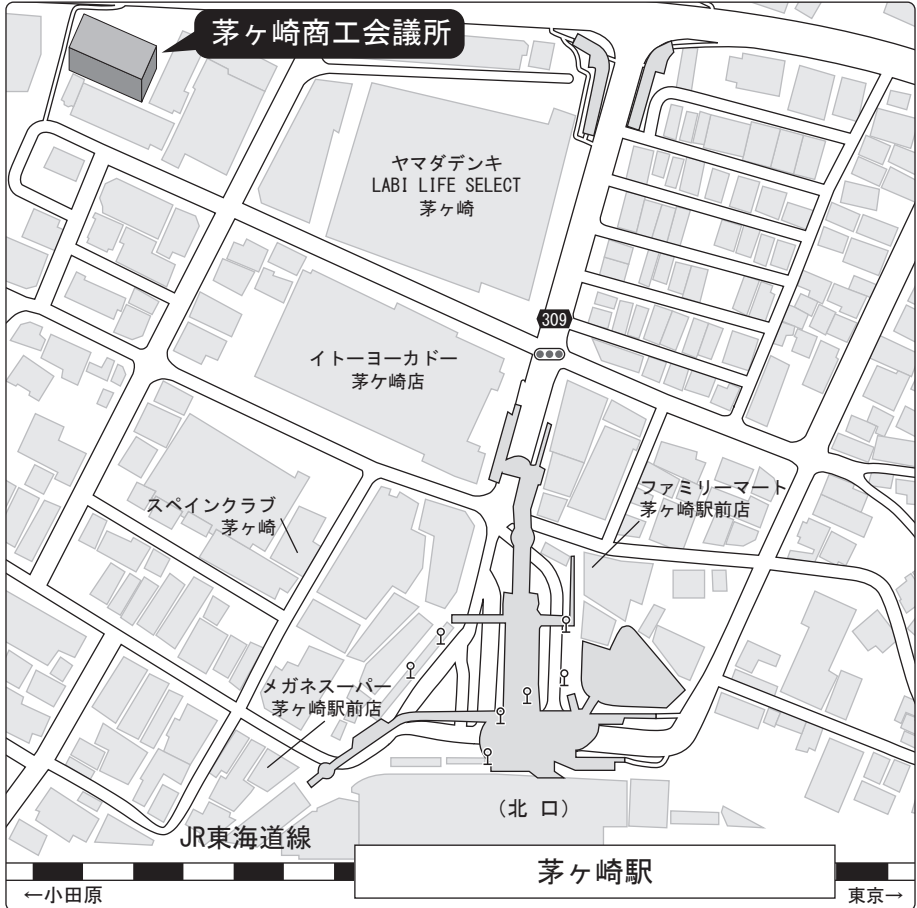 茅ヶ崎商工会議所
ヤマダデンキ
LABI LIFE SELECT
茅ヶ崎
309
イトーヨーカドー
茅ケ崎店
スペインクラブ
茅ヶ崎
ファミリーマート
茅ヶ崎駅前店
メガネスーパー
茅ヶ崎駅前店
(北 口)
JR東海道線
茅ヶ崎駅
←小田原
東京→